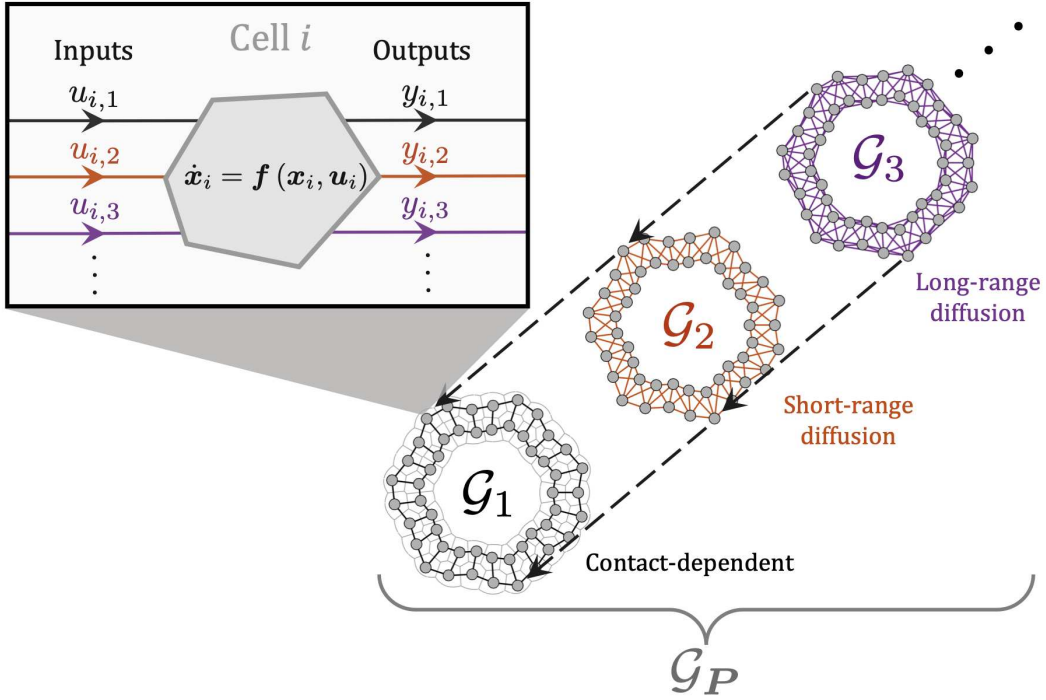 Cell i
Inputs Outputs
u_{i,1} y_{i,1}
u_{i,2} y_{i,2}
ẋ_i = f (x_i, u_i)
u_{i,3} y_{i,3}
⋮ ⋮
𝒢_3
Long-range
diffusion
𝒢_2
Short-range
diffusion
𝒢_1
Contact-dependent
𝒢_P